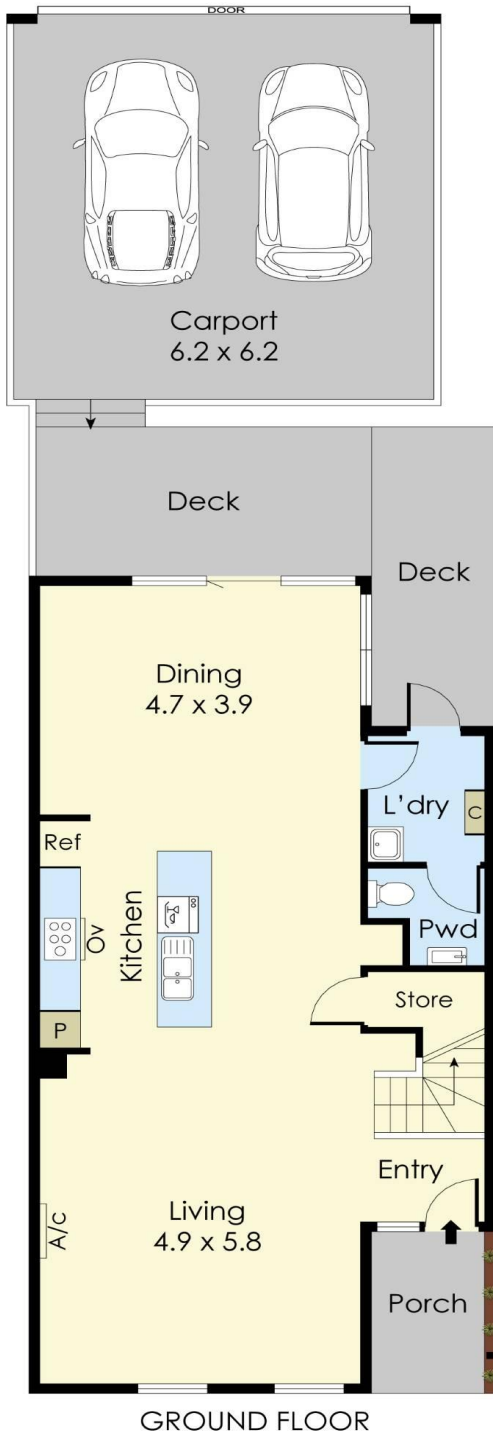 DOOR
Carport
6.2 x 6.2
Deck
Deck
Dining
4.7 x 3.9
Ref
L'dry
C
Kitchen
Ov
Pwd
P
Store
Entry
A/c
Living
4.9 x 5.8
Porch
GROUND FLOOR